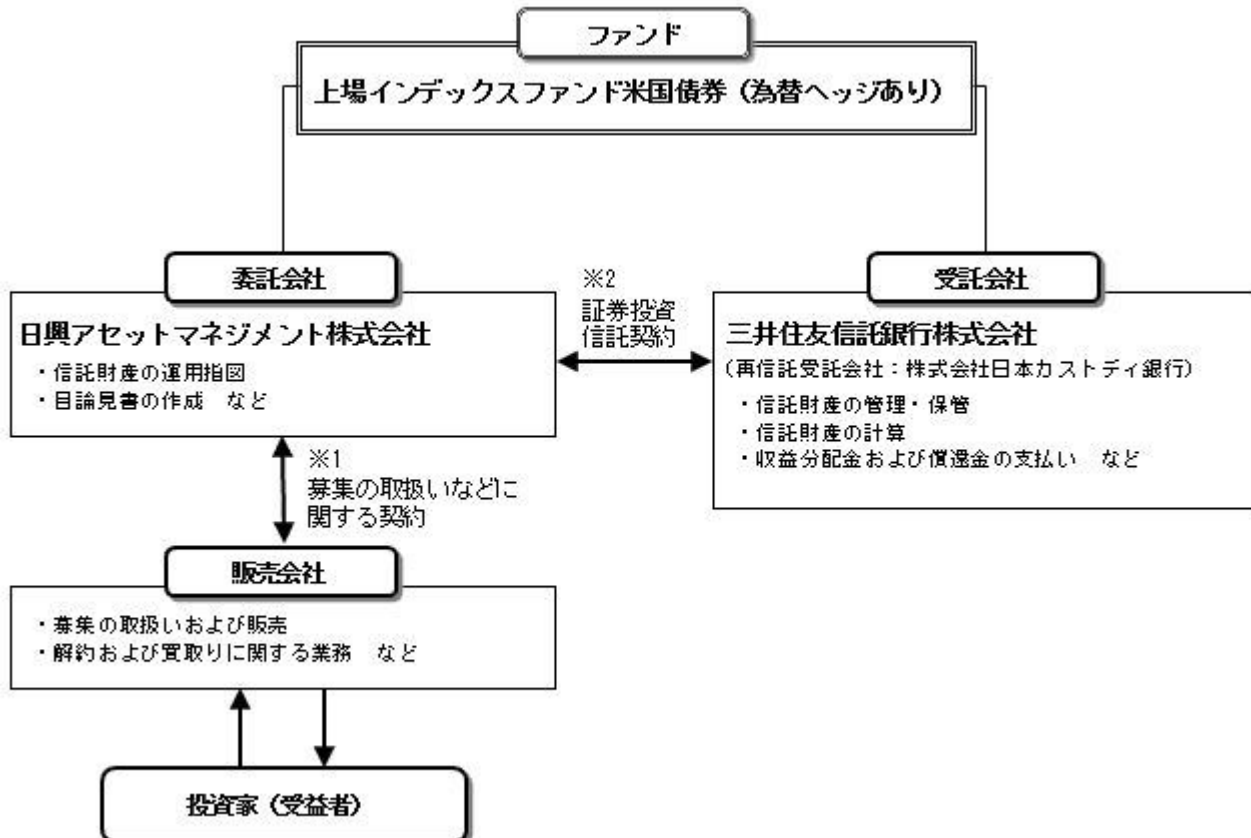 ファンド
上場インデックスファンド米国債券（為替ヘッジあり）
委託会社
日興アセットマネジメント株式会社
・信託財産の運用指図
・目論見書の作成　など
※2
証券投資
信託契約
受託会社
三井住友信託銀行株式会社
（再信託受託会社：株式会社日本カストディ銀行）
・信託財産の管理・保管
・信託財産の計算
・収益分配金および償還金の支払い　など
※1
募集の取扱いなどに
関する契約
販売会社
・募集の取扱いおよび販売
・解約および買取りに関する業務　など
投資家（受益者）